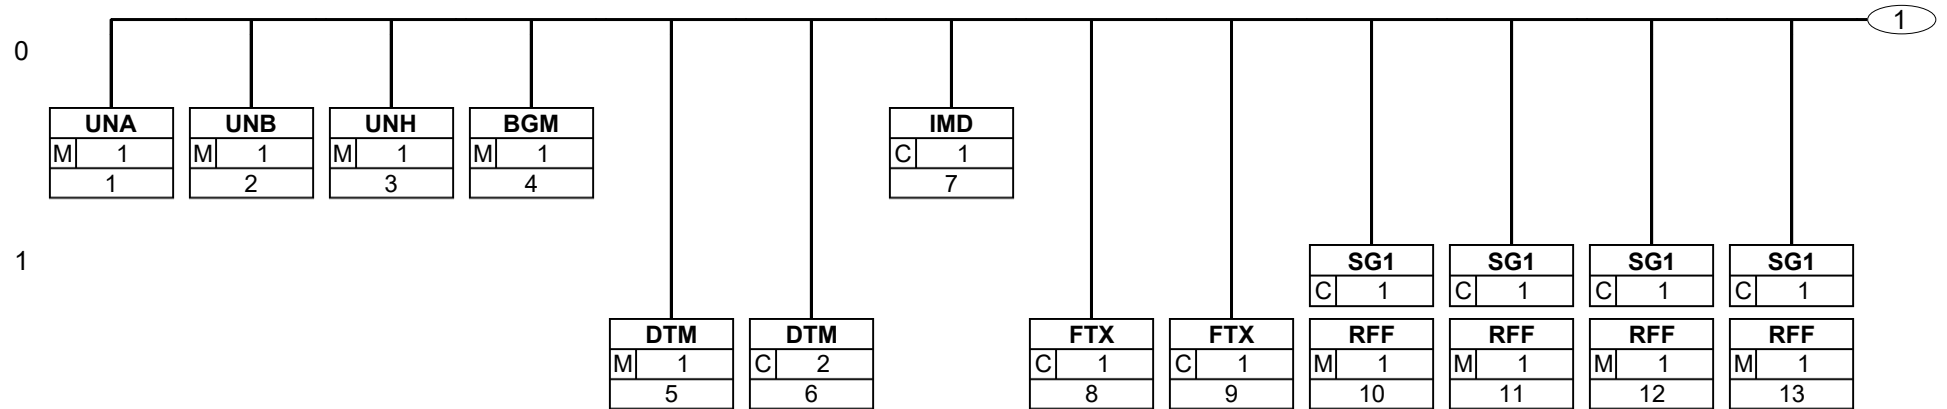 1
0
UNA UNB UNH BGM IMD
M 1 M 1 M 1 M 1 C 1
1 2 3 4 7
1
SG1 SG1 SG1 SG1
C 1 C 1 C 1 C 1
DTM DTM FTX FTX RFF RFF RFF RFF
M 1 C 2 C 1 C 1 M 1 M 1 M 1 M 1
5 6 8 9 10 11 12 13